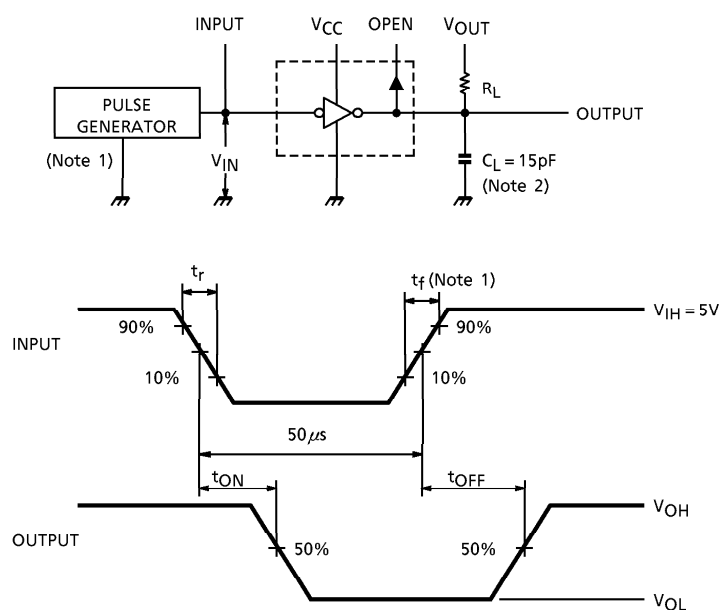 INPUT VCC OPEN VOUT
RL
PULSE GENERATOR
OUTPUT
(Note 1)
VIN
CL = 15pF
(Note 2)
tr
tf (Note 1)
VIH = 5V
90%
90%
INPUT
10%
10%
50μs
tON
tOFF
VOH
OUTPUT
50%
50%
VOL